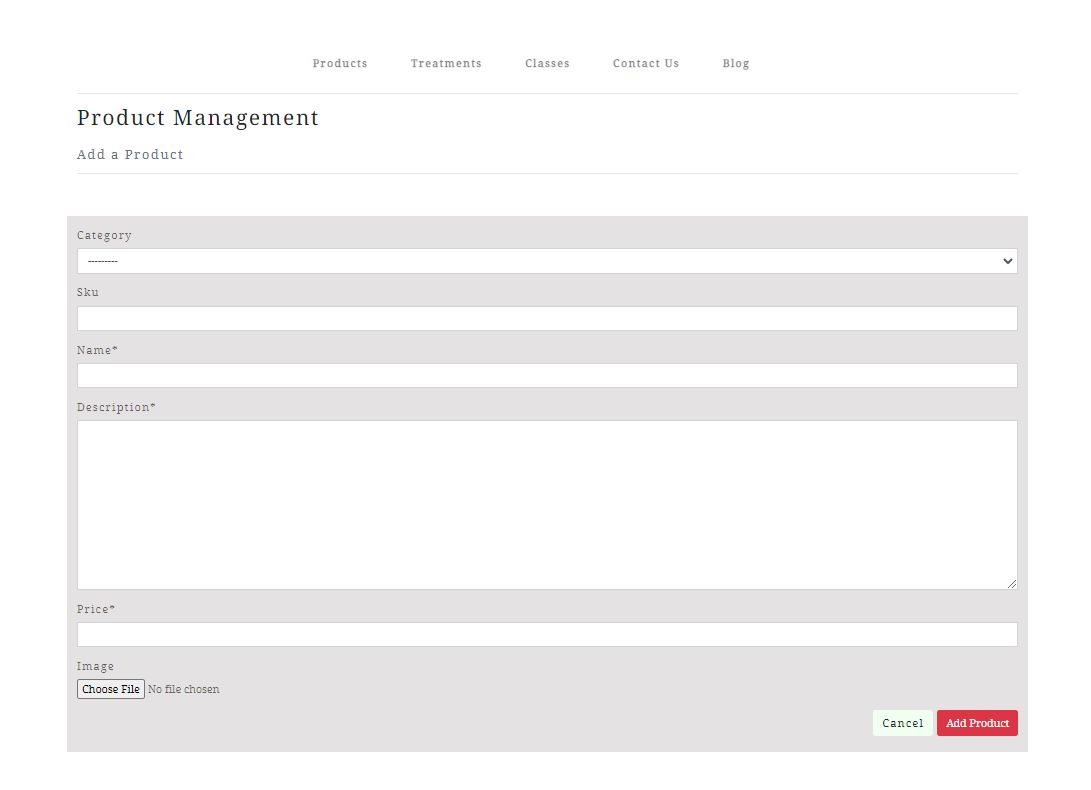 Products Treatments Classes Contact Us Blog
Product Management
Add a Product
Category
---------
Sku
Name*
Description*
Price*
Image
Choose File No file chosen
Cancel Add Product